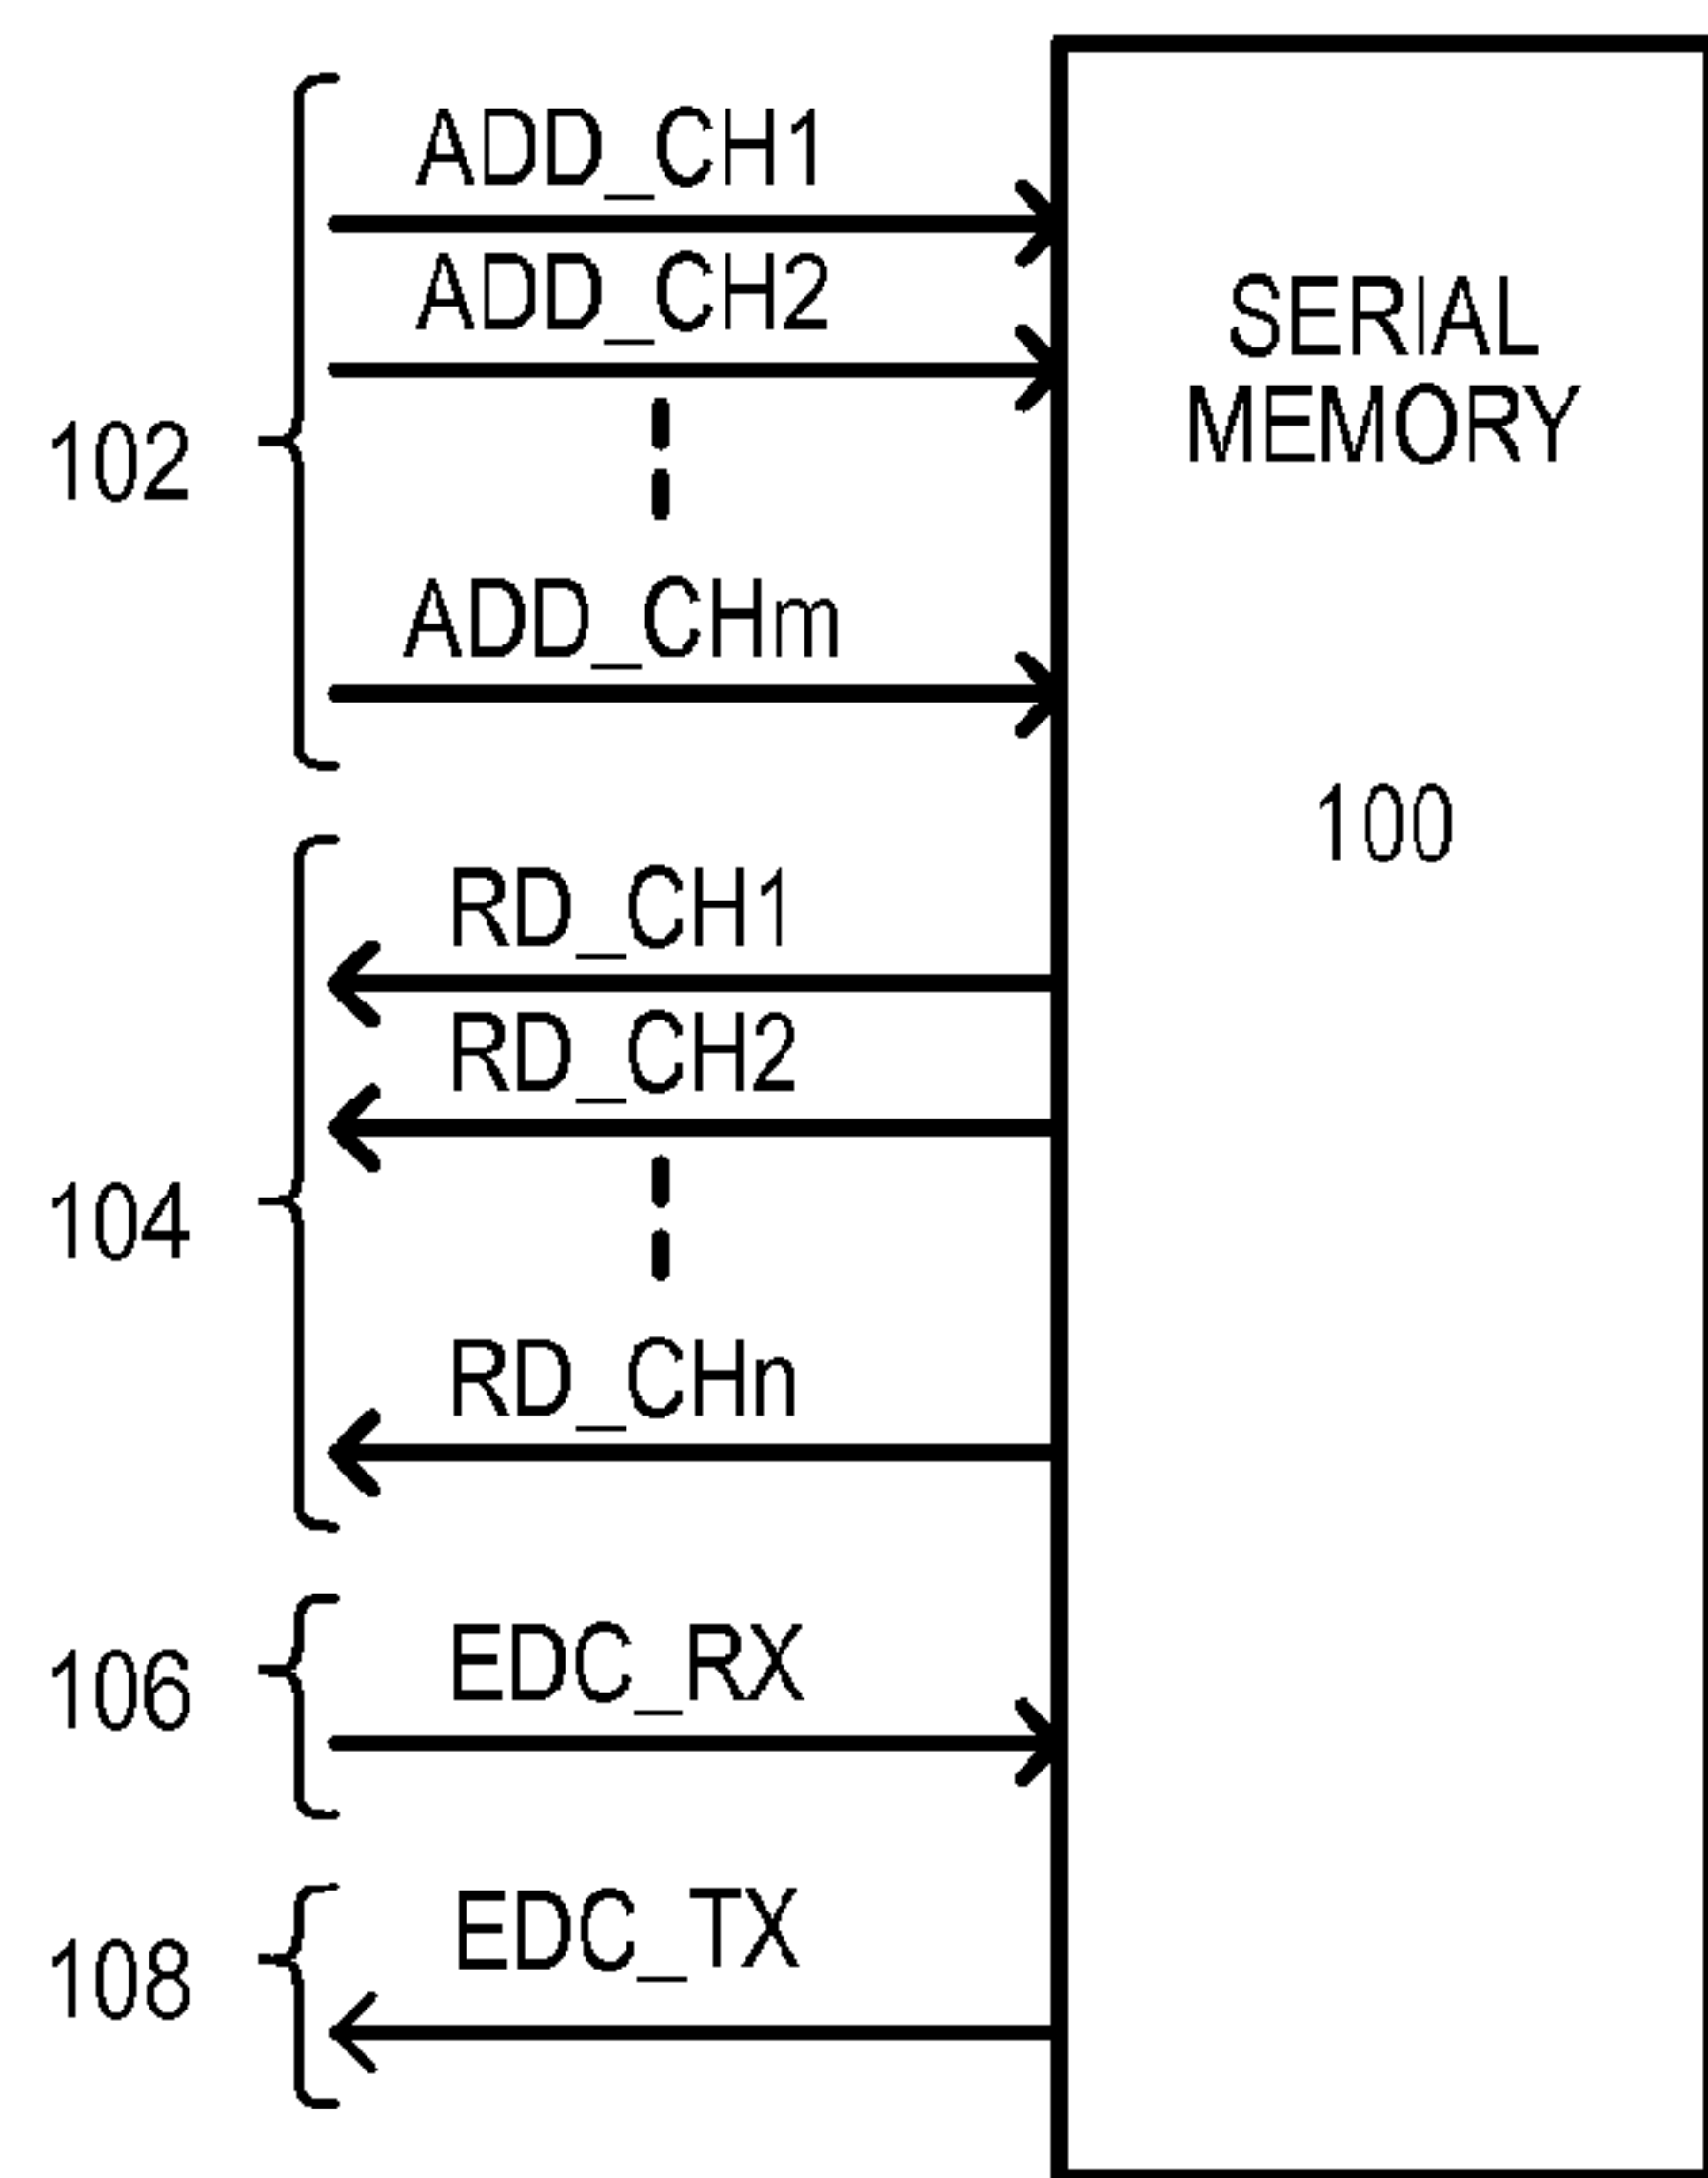 ADD_CH1
ADD_CH2
SERIAL
MEMORY
102
ADD_CHm
100
RD_CH1
RD_CH2
104
RD_CHn
EDC_RX
106
EDC_TX
108